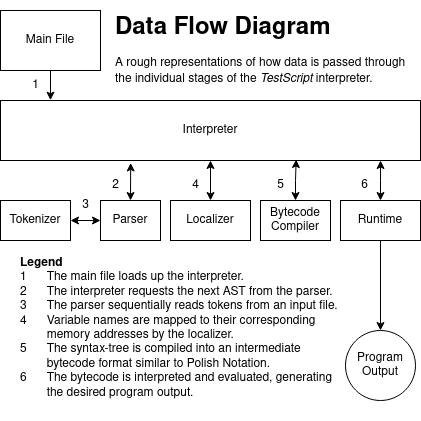 Data Flow Diagram
Main File
A rough representations of how data is passed through
the individual stages of the TestScript interpreter.
1
Interpreter
2
4
5
6
3
Tokenizer
Parser
Localizer
Bytecode
Compiler
Runtime
Legend
1 The main file loads up the interpreter.
2 The interpreter requests the next AST from the parser.
3 The parser sequentially reads tokens from an input file.
4 Variable names are mapped to their corresponding
memory addresses by the localizer.
5 The syntax-tree is compiled into an intermediate
bytecode format similar to Polish Notation.
6 The bytecode is interpreted and evaluated, generating
the desired program output.
Program
Output